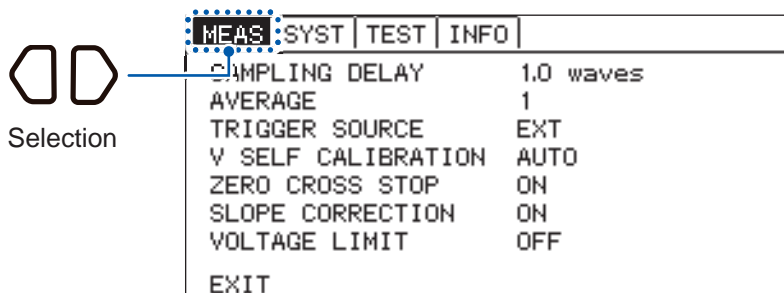 MEAS SYST TEST INFO
SAMPLING DELAY 1.0 waves
AVERAGE 1
Selection
TRIGGER SOURCE EXT
V SELF CALIBRATION AUTO
ZERO CROSS STOP ON
SLOPE CORRECTION ON
VOLTAGE LIMIT OFF
EXIT